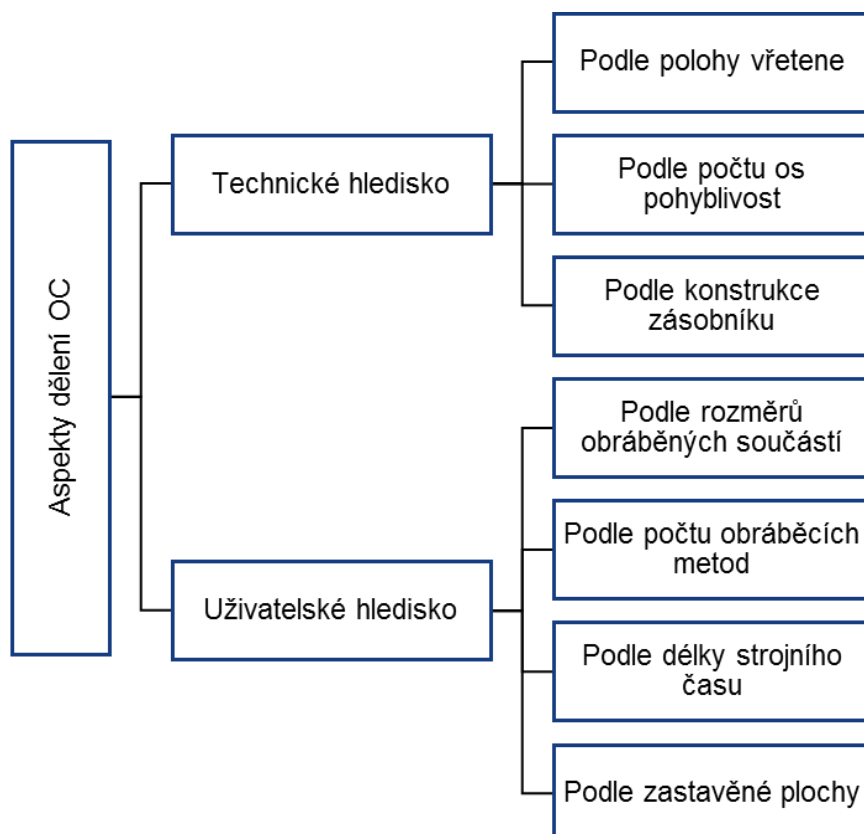 Aspekty dělení OC
Technické hledisko
Podle polohy vřetene
Podle počtu os
pohyblivost
Podle konstrukce
zásobníku
Uživatelské hledisko
Podle rozměrů
obráběných součástí
Podle počtu obráběcích
metod
Podle délky strojního
času
Podle zastavěné plochy